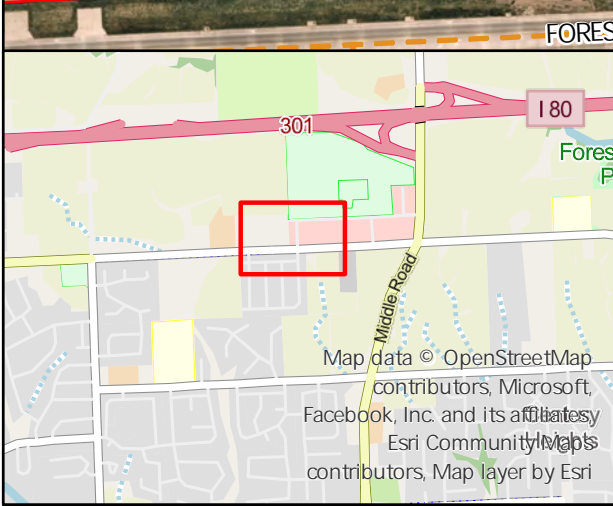 FORES
301
I 80
Fores
P
Middle Road
Map data © OpenStreetMap
contributors, Microsoft,
Facebook, Inc. and its affiliates,
Esri Community Maps
Heights
contributors, Map layer by Esri